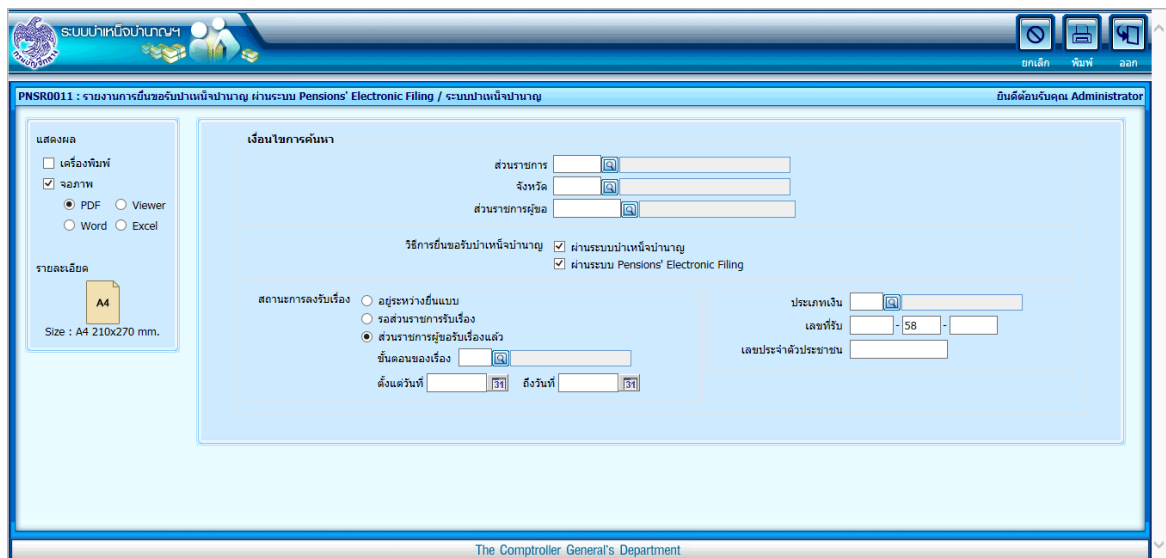 ระบบบำเหน็จบำนาญฯ
กรมบัญชีกลาง
ยกเลิก พิมพ์ ออก
PNSR0011 : รายงานการยื่นขอรับบำเหน็จบำนาญ ผ่านระบบ Pensions' Electronic Filing / ระบบบำเหน็จบำนาญ ยินดีต้อนรับคุณ Administrator
แสดงผล
เครื่องพิมพ์
จอภาพ
PDF Viewer
Word Excel
รายละเอียด
A4
Size : A4 210x270 mm.
เงื่อนไขการค้นหา
ส่วนราชการ
จังหวัด
ส่วนราชการผู้ขอ
วิธีการยื่นขอรับบำเหน็จบำนาญ ผ่านระบบบำเหน็จบำนาญ
ผ่านระบบ Pensions' Electronic Filing
สถานะการลงรับเรื่อง อยู่ระหว่างยื่นแบบ
รอส่วนราชการรับเรื่อง
ส่วนราชการผู้ขอรับเรื่องแล้ว
ขั้นตอนของเรื่อง
ตั้งแต่วันที่ 31 ถึงวันที่ 31
ประเภทเงิน
เลขที่รับ - 58 -
เลขประจำตัวประชาชน
The Comptroller General's Department